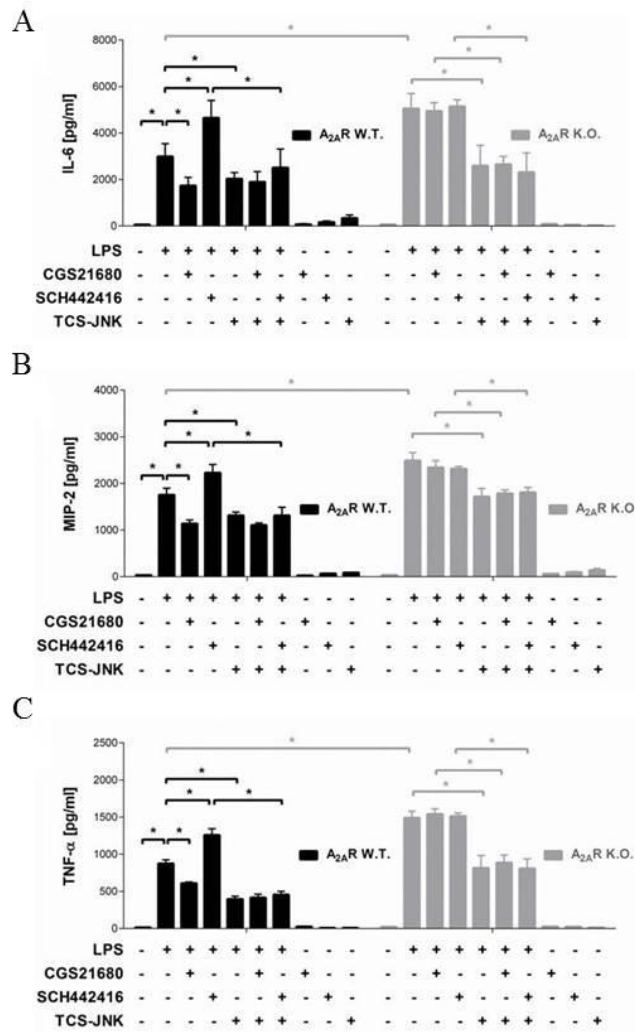 A
8000
6000
4000
2000
0
IL-6 [pg/ml]
*
*
* *
* * *
* *
A2AR W.T. A2AR K.O.
LPS - + + + + + + - - - - + + + + + + - - -
CGS21680 - - + - - + - + - - - - + - - + - + - -
SCH442416 - - - + - - + - + - - - - + - - + - + -
TCS-JNK - - - - + + + - - + - - - - + + + - - +
B
4000
3000
2000
1000
0
MIP-2 [pg/ml]
*
*
*
* *
* *
* *
A2AR W.T. A2AR K.O
LPS - + + + + + + - - - - + + + + + + - - -
CGS21680 - - + - - + - + - - - - + - - + - + - -
SCH442416 - - - + - - + - + - - - - + - - + - + -
TCS-JNK - - - - + + + - - + - - - - + + + - - +
C
2500
2000
1500
1000
500
0
TNF-α [pg/ml]
*
*
*
* *
* *
* *
A2AR W.T. A2AR K.O.
LPS - + + + + + + - - - - + + + + + + - - -
CGS21680 - - + - - + - + - - - - + - - + - + - -
SCH442416 - - - + - - + - + - - - - + - - + - + -
TCS-JNK - - - - + + + - - + - - - - + + + - - +